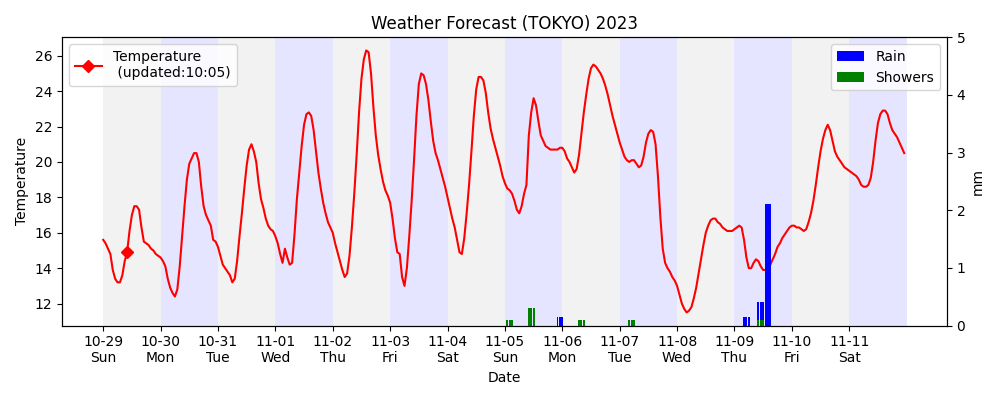 Weather Forecast (TOKYO) 2023
Temperature
(updated:10:05)
Rain
Showers
Temperature
26
24
22
20
18
16
14
12
5
4
3
2
1
0
mm
10-29 10-30 10-31 11-01 11-02 11-03 11-04 11-05 11-06 11-07 11-08 11-09 11-10 11-11
Sun Mon Tue Wed Thu Fri Sat Sun Mon Tue Wed Thu Fri Sat
Date